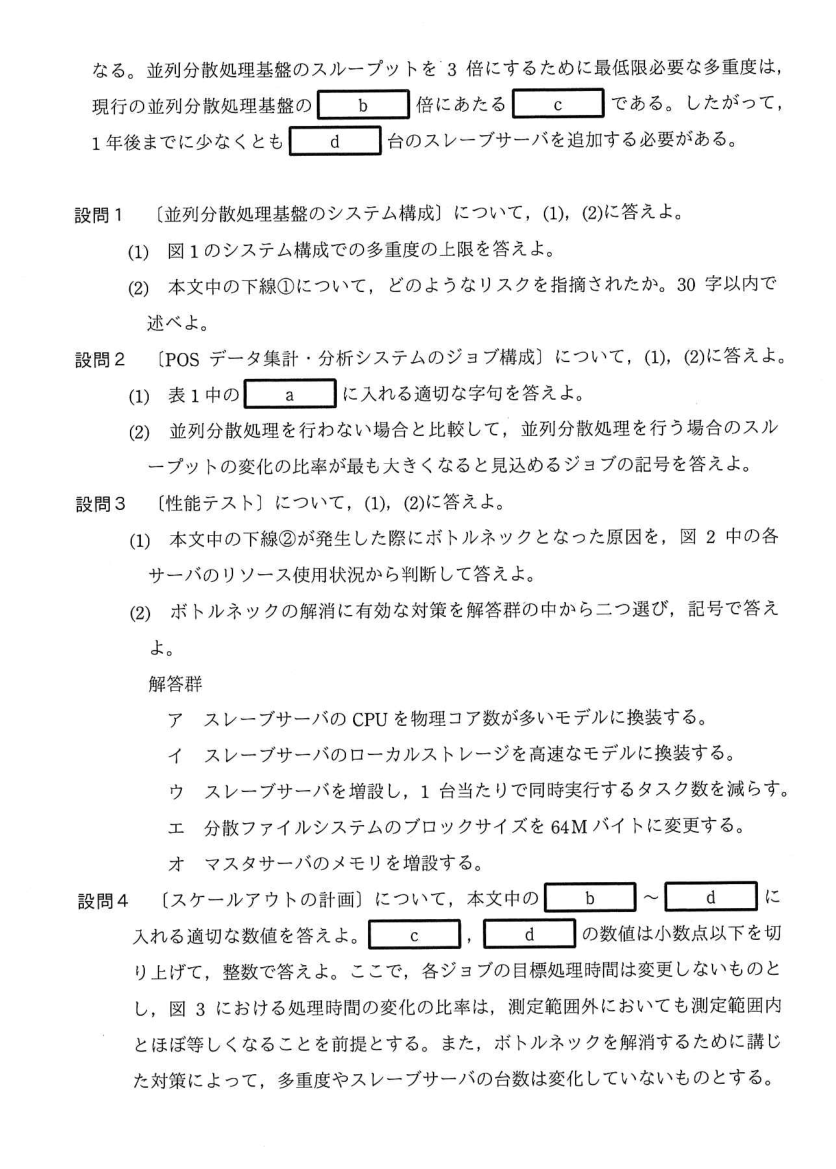 なる。並列分散処理基盤のスループットを 3 倍にするために最低限必要な多重度は，
現行の並列分散処理基盤の b 倍にあたる c である。したがって，
1 年後までに少なくとも d 台のスレーブサーバを追加する必要がある。
設問1 〔並列分散処理基盤のシステム構成〕について，(1)，(2)に答えよ。
(1) 図 1 のシステム構成での多重度の上限を答えよ。
(2) 本文中の下線①について，どのようなリスクを指摘されたか。30 字以内で
述べよ。
設問2 〔POS データ集計・分析システムのジョブ構成〕について，(1)，(2)に答えよ。
(1) 表 1 中の a に入れる適切な字句を答えよ。
(2) 並列分散処理を行わない場合と比較して，並列分散処理を行う場合のスル
ープットの変化の比率が最も大きくなると見込めるジョブの記号を答えよ。
設問3 〔性能テスト〕について，(1)，(2)に答えよ。
(1) 本文中の下線②が発生した際にボトルネックとなった原因を，図 2 中の各
サーバのリソース使用状況から判断して答えよ。
(2) ボトルネックの解消に有効な対策を解答群の中から二つ選び，記号で答え
よ。
解答群
ア スレーブサーバの CPU を物理コア数が多いモデルに換装する。
イ スレーブサーバのローカルストレージを高速なモデルに換装する。
ウ スレーブサーバを増設し，1 台当たりで同時実行するタスク数を減らす。
エ 分散ファイルシステムのブロックサイズを 64M バイトに変更する。
オ マスタサーバのメモリを増設する。
設問4 〔スケールアウトの計画〕について，本文中の b ～ d に
入れる適切な数値を答えよ。 c ， d の数値は小数点以下を切
り上げて，整数で答えよ。ここで，各ジョブの目標処理時間は変更しないものと
し，図 3 における処理時間の変化の比率は，測定範囲外においても測定範囲内
とほぼ等しくなることを前提とする。また，ボトルネックを解消するために講じ
た対策によって，多重度やスレーブサーバの台数は変化していないものとする。